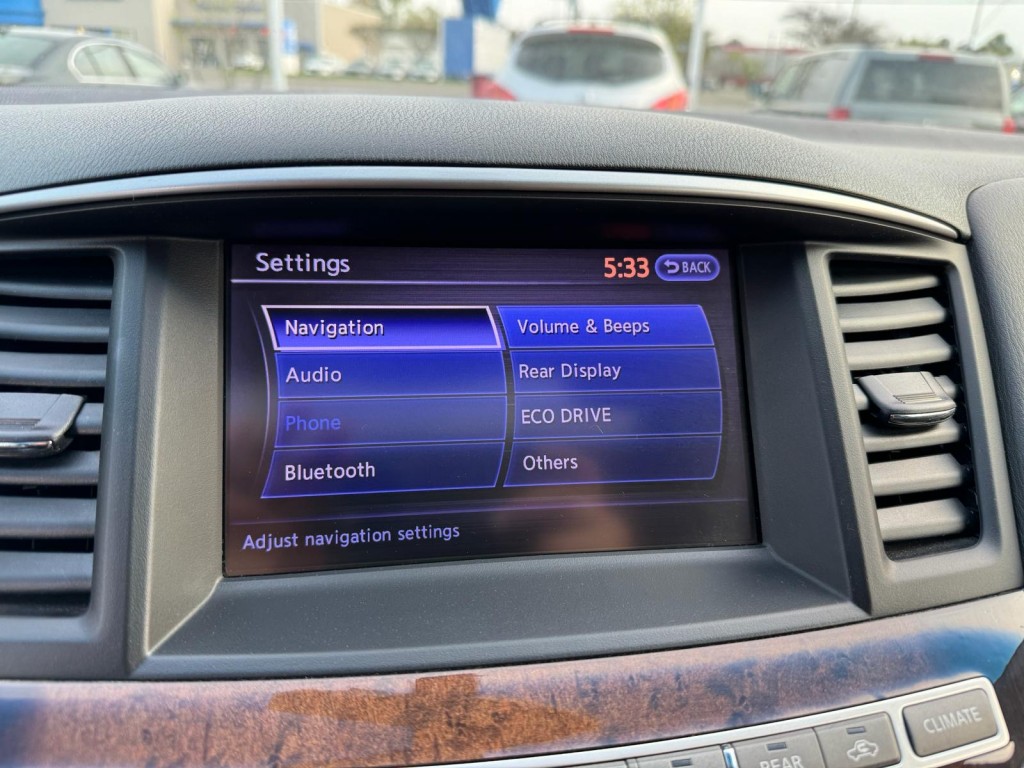 Settings
5:33 BACK
Navigation
Volume & Beeps
Audio
Rear Display
Phone
ECO DRIVE
Bluetooth
Others
Adjust navigation settings
CLIMATE
REAR